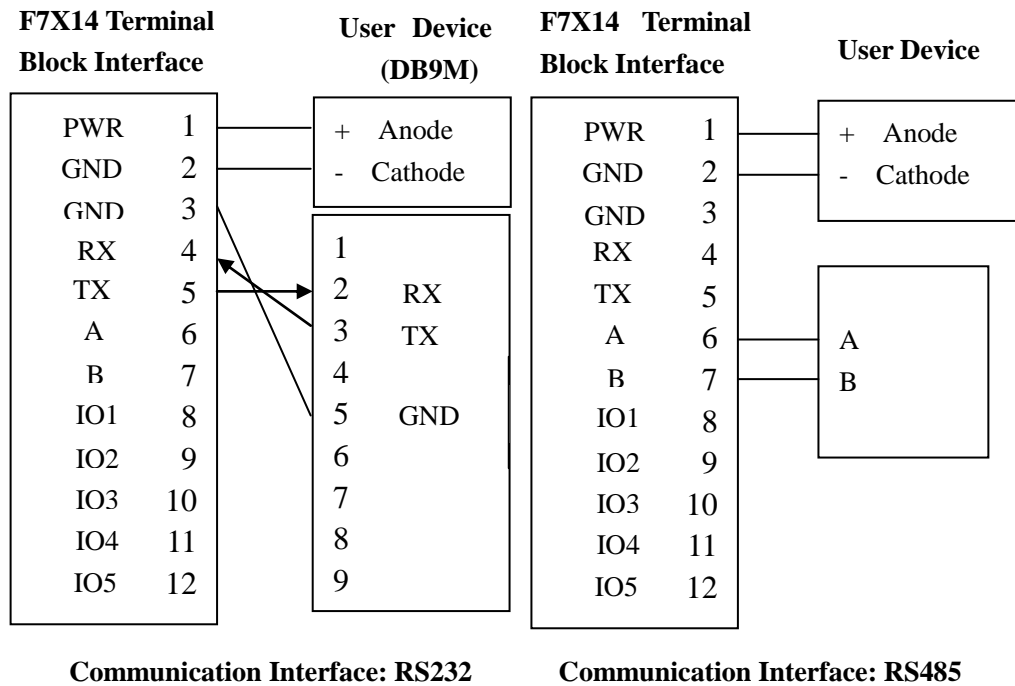 F7X14 Terminal
Block Interface
User Device
(DB9M)
PWR 1
GND 2
GND 3
RX 4
TX 5
A 6
B 7
IO1 8
IO2 9
IO3 10
IO4 11
IO5 12
+ Anode
- Cathode
1
2 RX
3 TX
4
5 GND
6
7
8
9
Communication Interface: RS232
F7X14 Terminal
Block Interface
User Device
PWR 1
GND 2
GND 3
RX 4
TX 5
A 6
B 7
IO1 8
IO2 9
IO3 10
IO4 11
IO5 12
+ Anode
- Cathode
A
B
Communication Interface: RS485